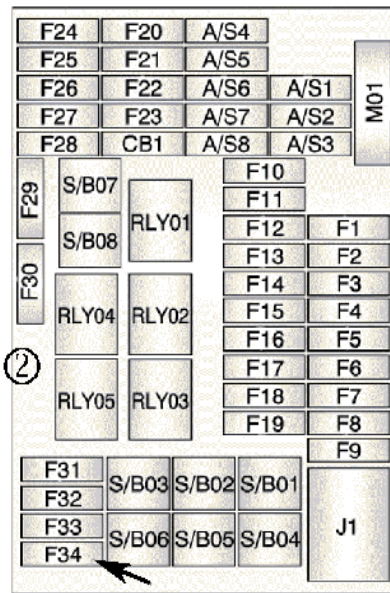 F24 F20 A/S4
F25 F21 A/S5
F26 F22 A/S6 A/S1
F27 F23 A/S7 A/S2
F28 CB1 A/S8 A/S3
M01
F29
F30
S/B07
S/B08
RLY01
RLY04 RLY02
RLY05 RLY03
F10
F11
F12 F1
F13 F2
F14 F3
F15 F4
F16 F5
F17 F6
F18 F7
F19 F8
F9
2
F31
F32
F33
F34
S/B03 S/B02 S/B01
S/B06 S/B05 S/B04
J1